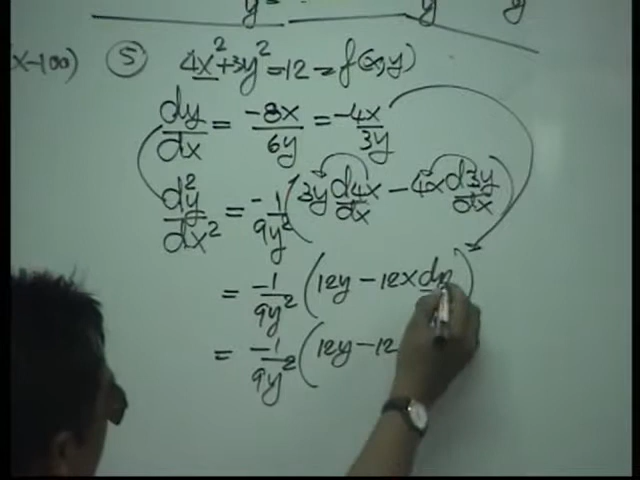 y = y y
(x-100) ⑤ 4x²+3y²=12=f(x,y)
dy/dx = -8x/6y = -4x/3y
d²y/dx² = -1/9y² (3y d4x/dx - 4x d3y/dx)
= -1/9y² (12y - 12x dy
= -1/9y² (12y - 12